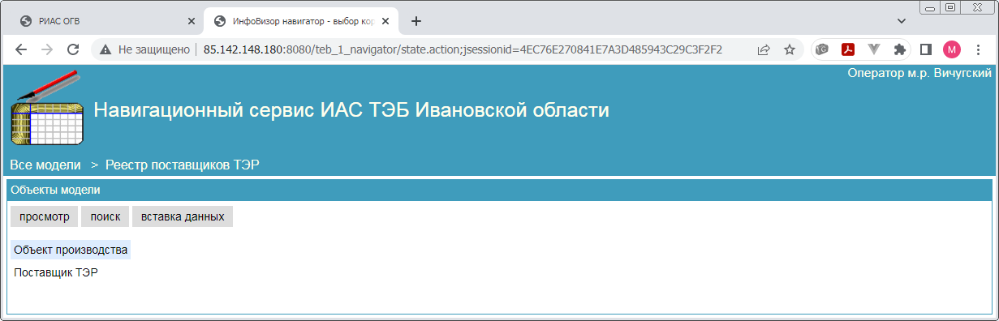 РИАС ОГВ
ИнфоВизор навигатор - выбор кор
Не защищено | 85.142.148.180:8080/teb_1_navigator/state.action;jsessionid=4EC76E270841E7A3D485943C29C3F2F2
M
Оператор м.р. Вичугский
Навигационный сервис ИАС ТЭБ Ивановской области
Все модели > Реестр поставщиков ТЭР
Объекты модели
просмотр поиск вставка данных
Объект производства
Поставщик ТЭР